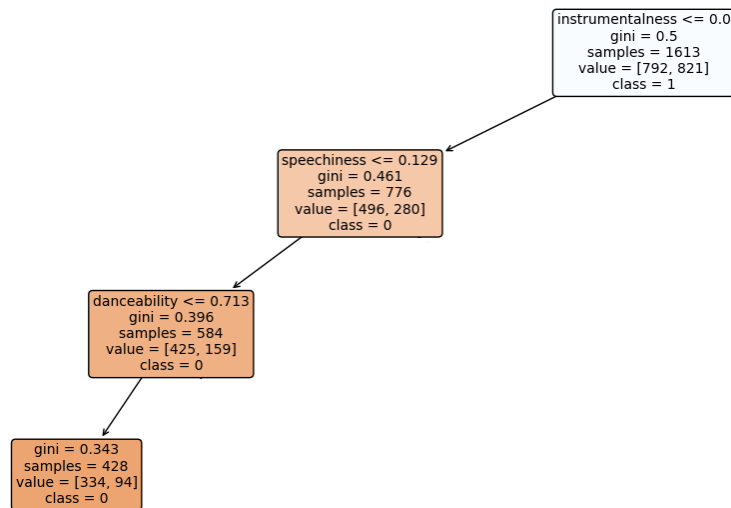 instrumentalness <= 0.0
gini = 0.5
samples = 1613
value = [792, 821]
class = 1
speechiness <= 0.129
gini = 0.461
samples = 776
value = [496, 280]
class = 0
danceability <= 0.713
gini = 0.396
samples = 584
value = [425, 159]
class = 0
gini = 0.343
samples = 428
value = [334, 94]
class = 0